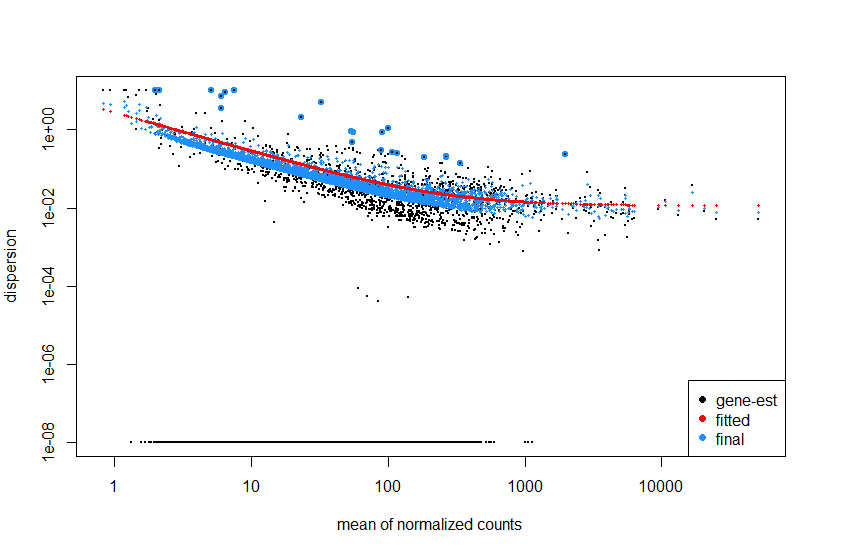 dispersion
1e+00
1e-02
1e-04
1e-06
1e-08
1
10
100
1000
10000
mean of normalized counts
gene-est
fitted
final